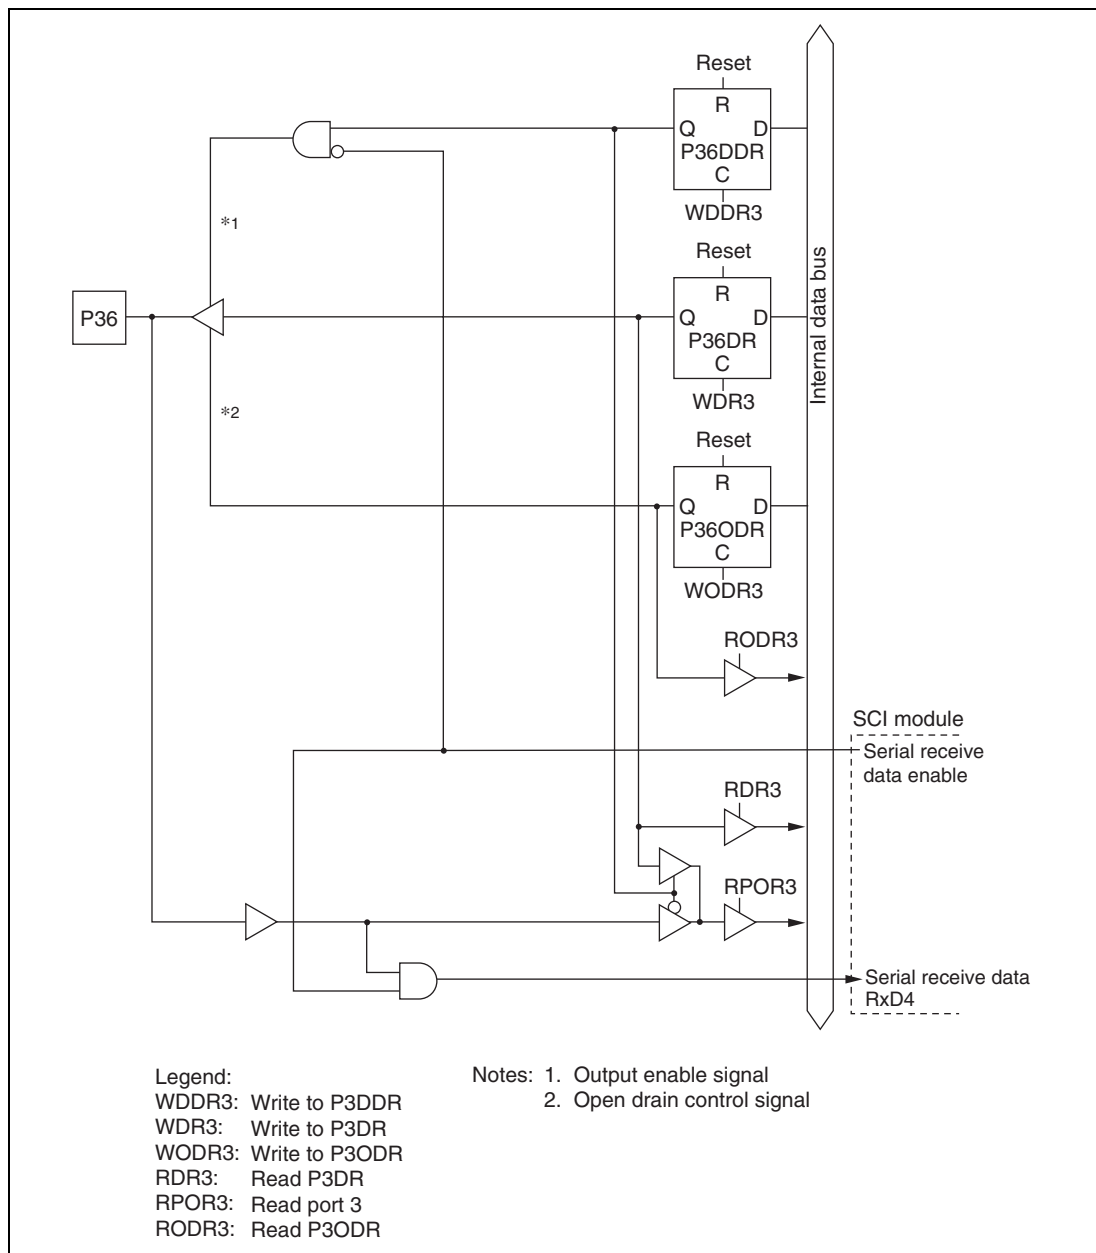 Reset
R
Q D
P36DDR
C
WDDR3
*1
Reset
R
P36
Q D
P36DR
C
WDR3
Internal data bus
*2
Reset
R
Q D
P36ODR
C
WODR3
RODR3
SCI module
Serial receive
data enable
RDR3
RPOR3
Serial receive data
RxD4
Legend:
WDDR3: Write to P3DDR
WDR3: Write to P3DR
WODR3: Write to P3ODR
RDR3: Read P3DR
RPOR3: Read port 3
RODR3: Read P3ODR
Notes: 1. Output enable signal
2. Open drain control signal